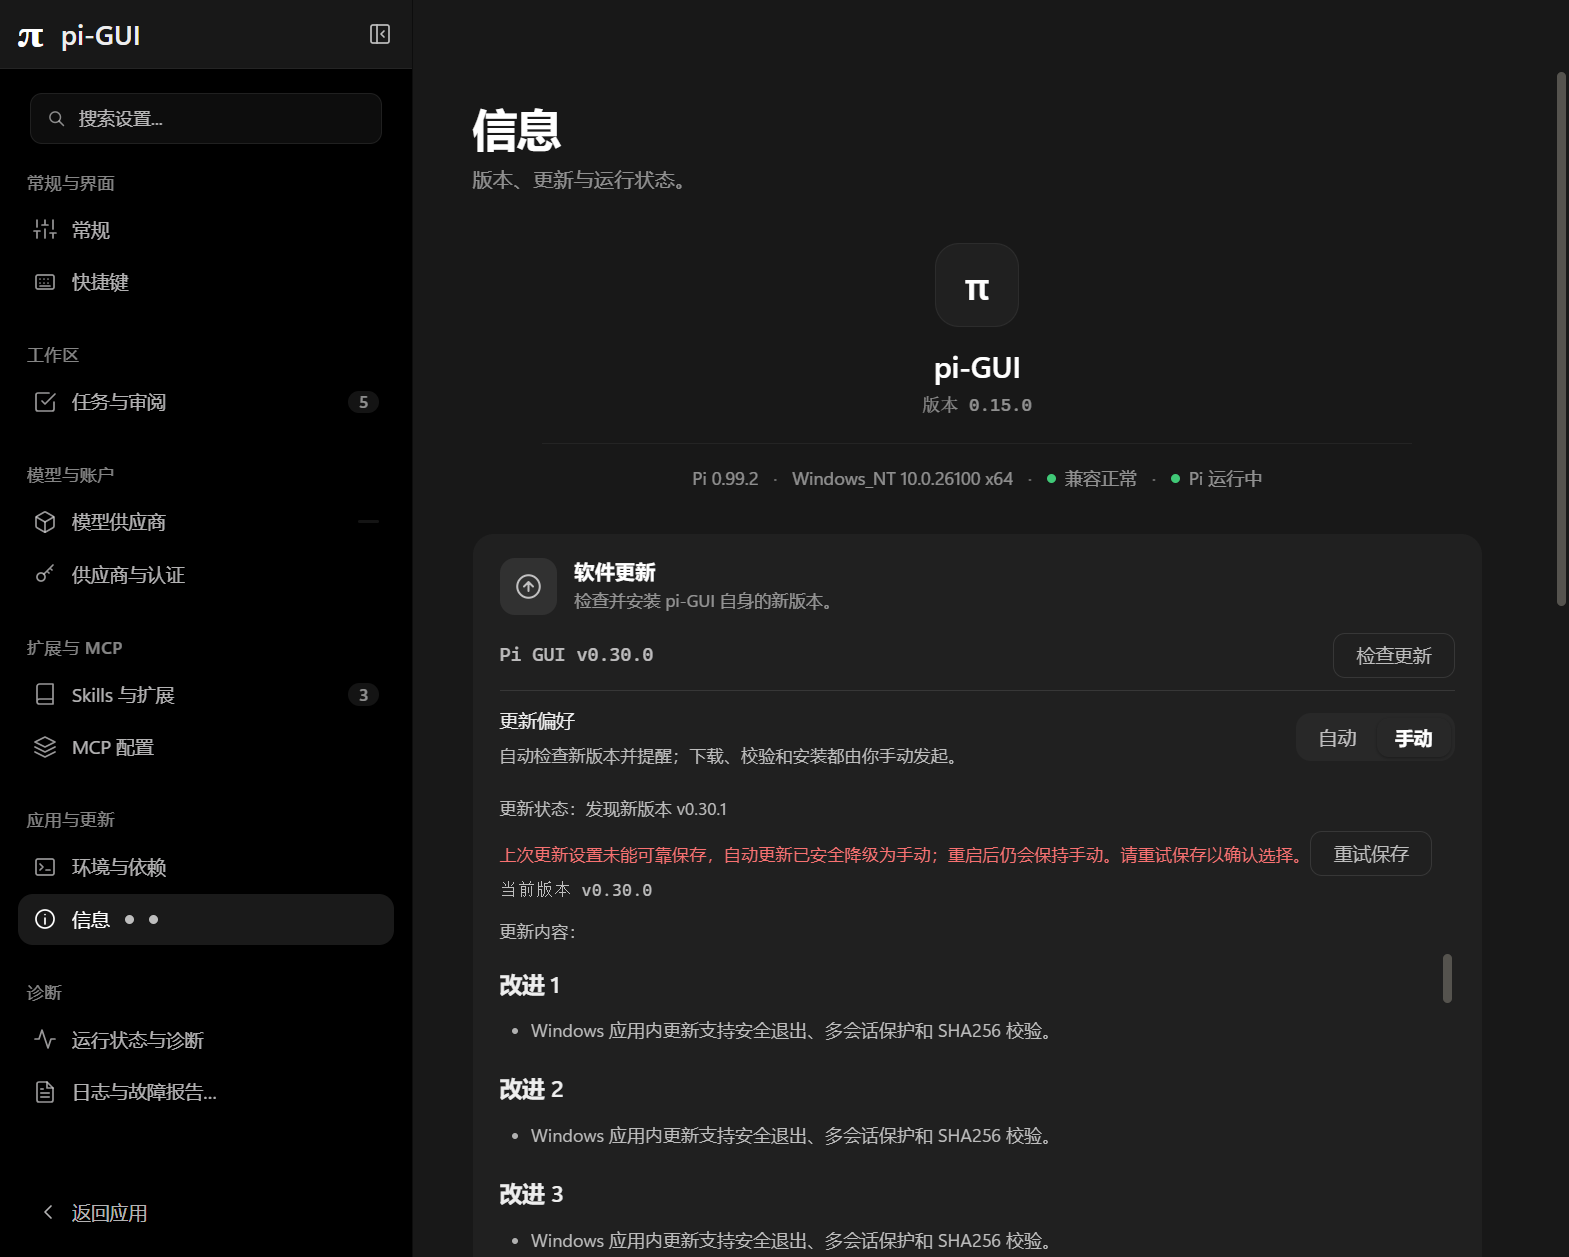 π pi-GUI
搜索设置...
常规与界面
常规
快捷键
工作区
任务与审阅 5
模型与账户
模型供应商
供应商与认证
扩展与 MCP
Skills 与扩展 3
MCP 配置
应用与更新
环境与依赖
信息
诊断
运行状态与诊断
日志与故障报告...
返回应用
信息
版本、更新与运行状态。
π
pi-GUI
版本 0.15.0
Pi 0.99.2 · Windows_NT 10.0.26100 x64 · 兼容正常 · Pi 运行中
软件更新
检查并安装 pi-GUI 自身的新版本。
Pi GUI v0.30.0 检查更新
更新偏好
自动检查新版本并提醒；下载、校验和安装都由你手动发起。
自动 手动
更新状态：发现新版本 v0.30.1
上次更新设置未能可靠保存，自动更新已安全降级为手动；重启后仍会保持手动。请重试保存以确认选择。 重试保存
当前版本 v0.30.0
更新内容：
改进 1
• Windows 应用内更新支持安全退出、多会话保护和 SHA256 校验。
改进 2
• Windows 应用内更新支持安全退出、多会话保护和 SHA256 校验。
改进 3
• Windows 应用内更新支持安全退出、多会话保护和 SHA256 校验。